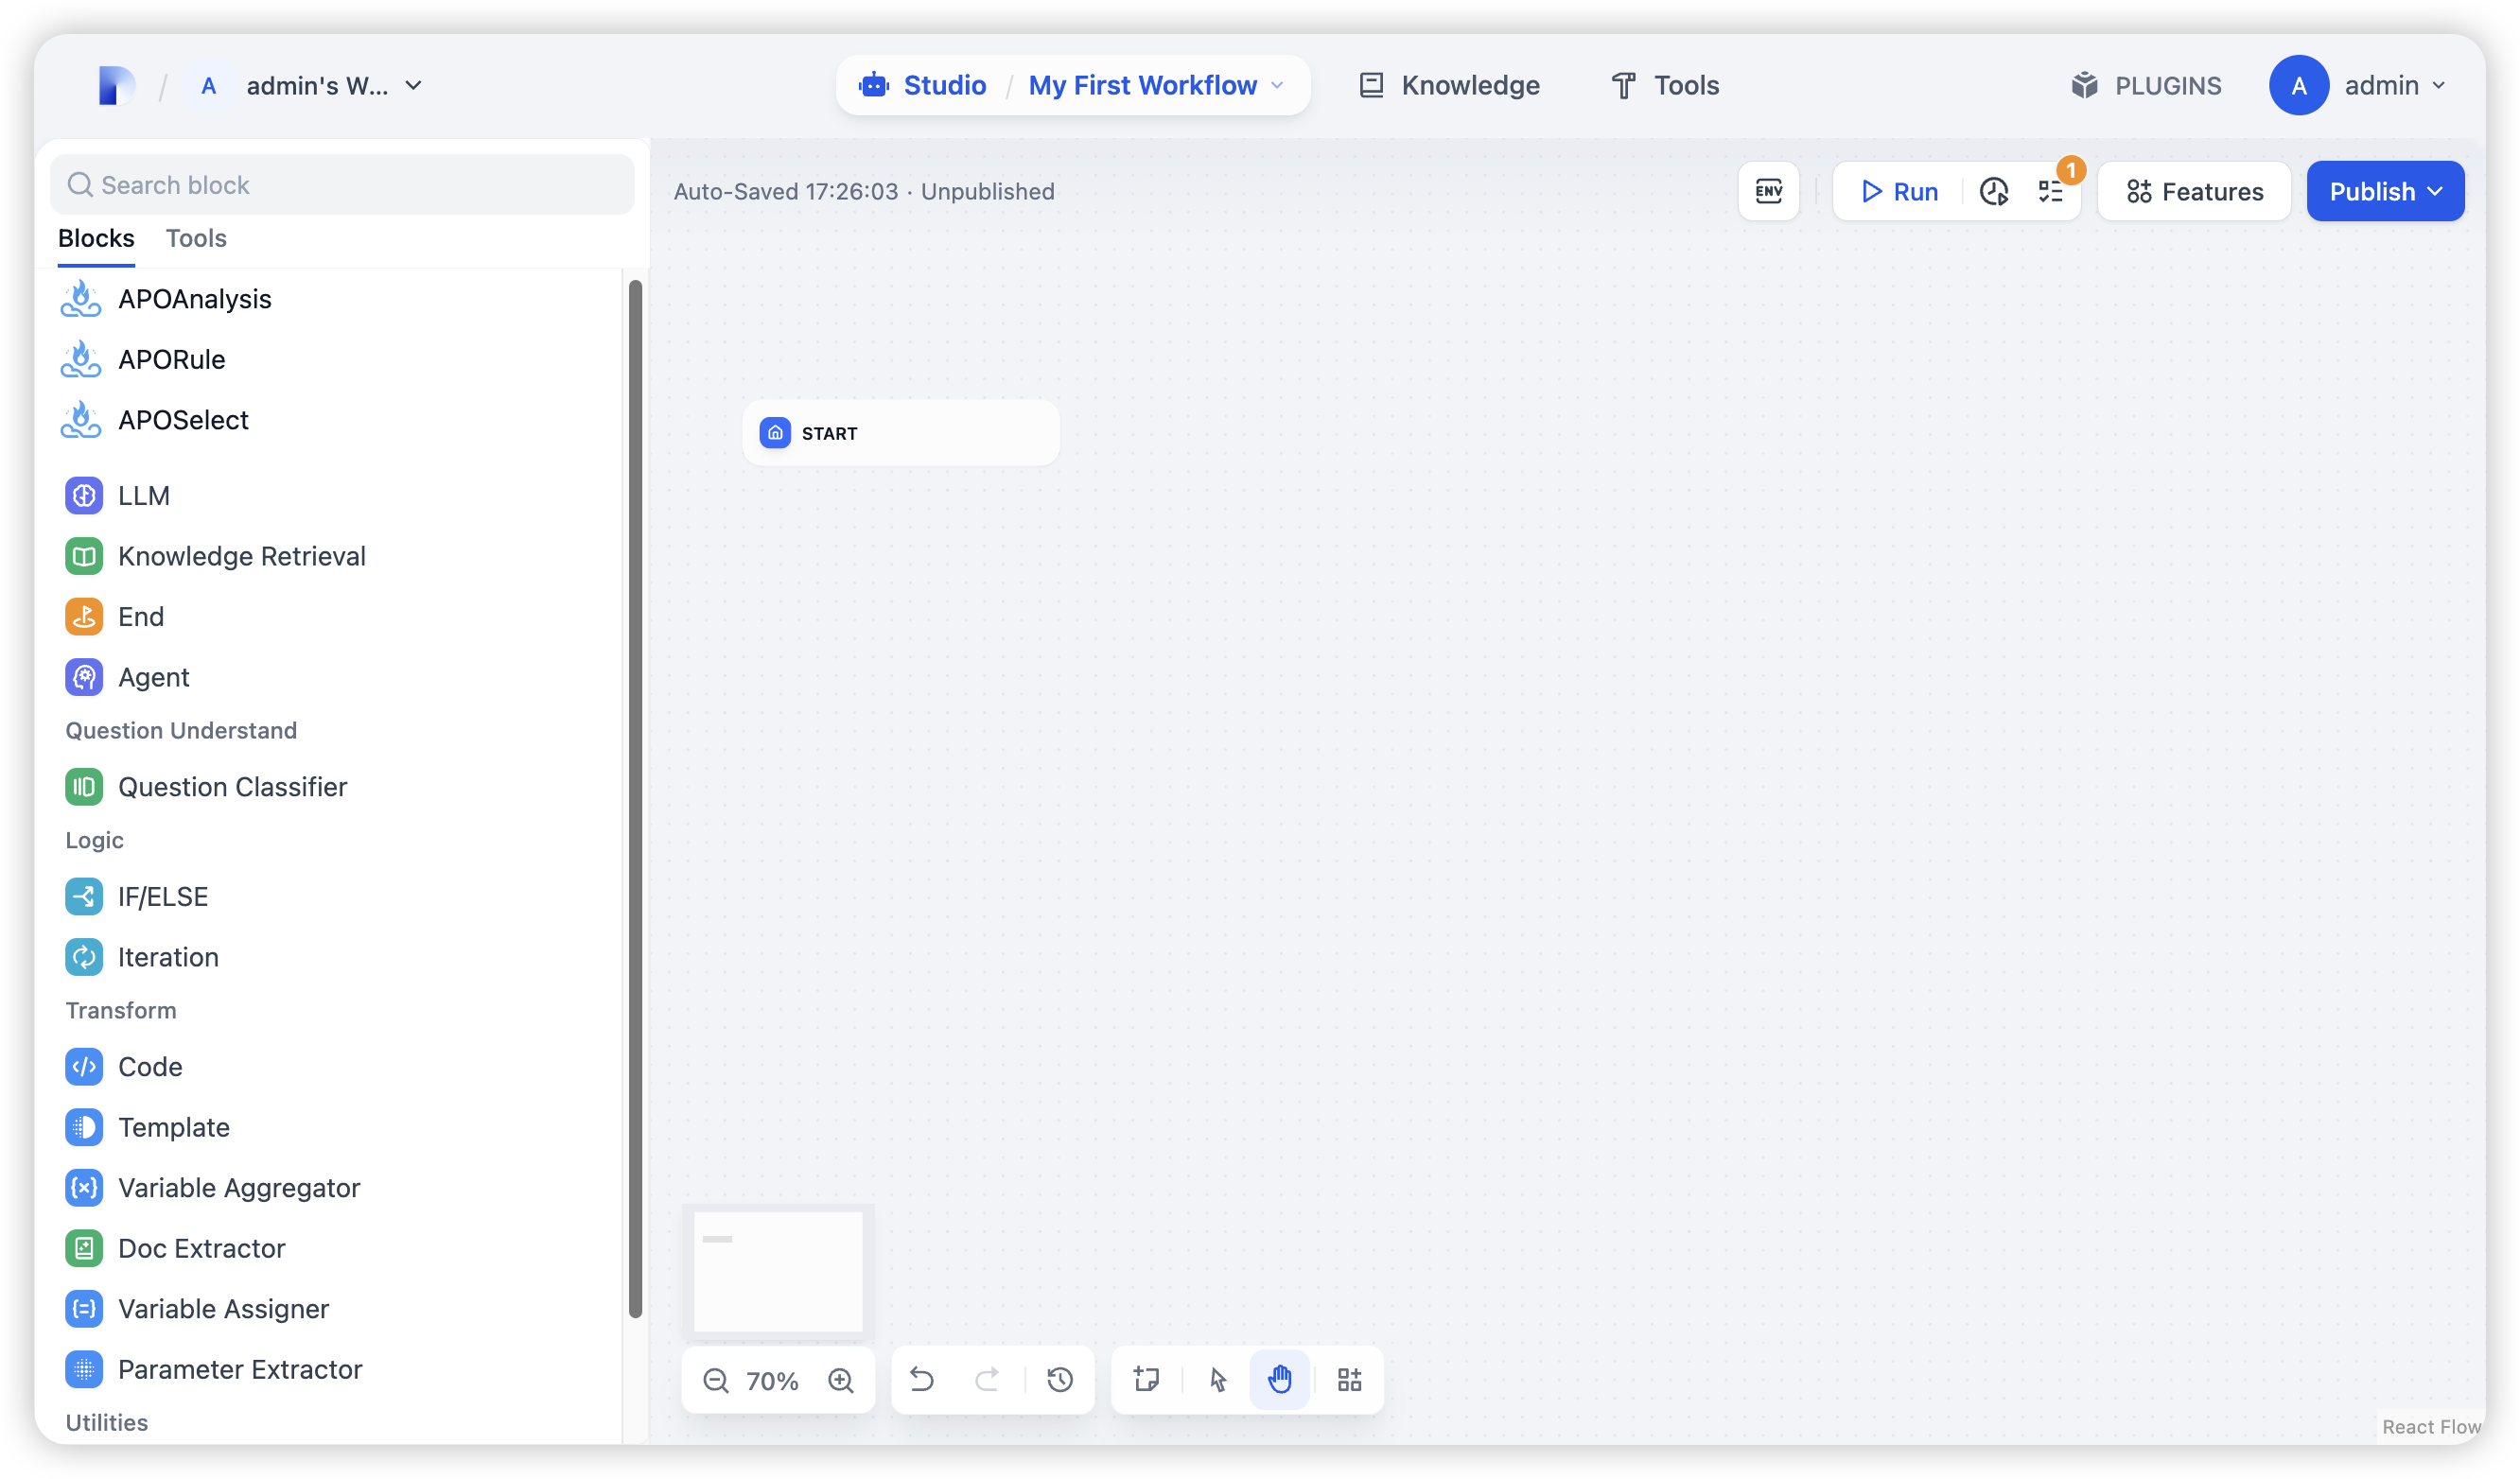 A admin's W...
Studio / My First Workflow
Knowledge
Tools
PLUGINS
A admin
Search block
Blocks Tools
APOAnalysis
APORule
APOSelect
LLM
Knowledge Retrieval
End
Agent
Question Understand
Question Classifier
Logic
IF/ELSE
Iteration
Transform
Code
Template
Variable Aggregator
Doc Extractor
Variable Assigner
Parameter Extractor
Utilities
Auto-Saved 17:26:03 · Unpublished
ENV
Run
1
Features
Publish
START
70%
React Flow